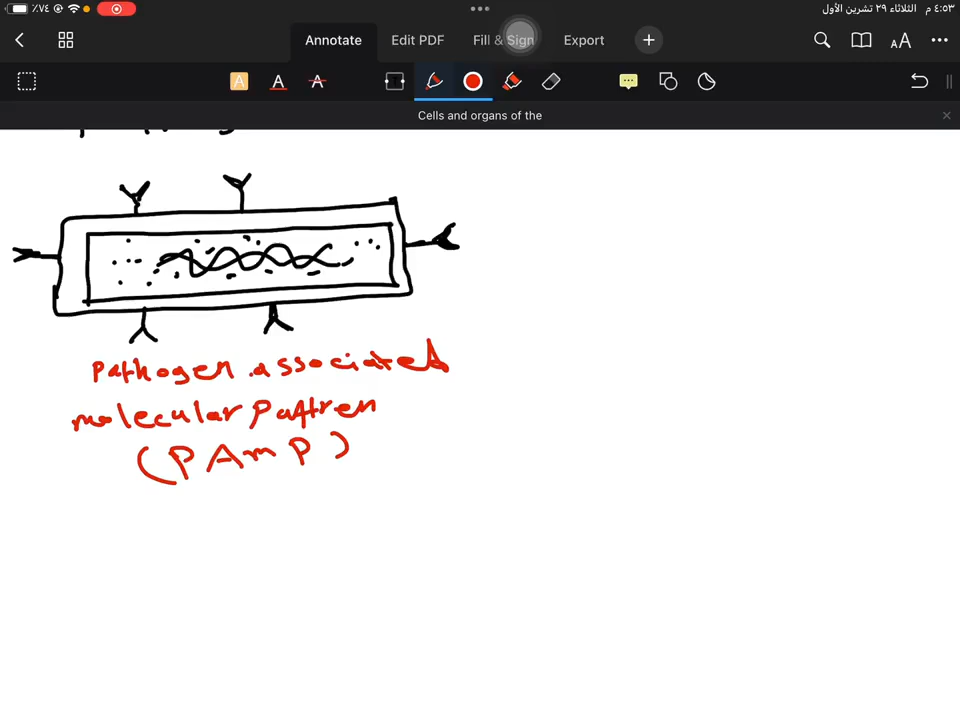 ٪٧٤ ٤:٥٣ م الثلاثاء ٢٩ تشرين الأول
Annotate Edit PDF Fill & Sign Export
Cells and organs of the
pathogen associated
molecular pattren
(PAmP)